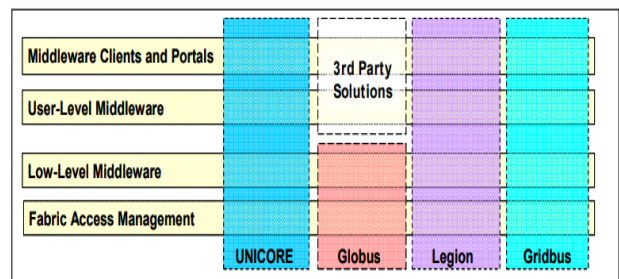 Middleware Clients and Portals
3rd Party
Solutions
User-Level Middleware
Low-Level Middleware
Fabric Access Management
UNICORE
Globus
Legion
Gridbus